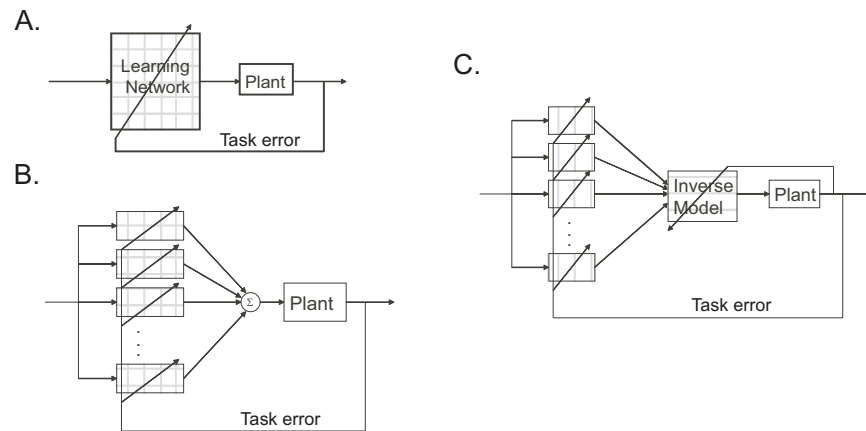 A.
Learning
Network
Plant
Task error
B.
Σ
Plant
Task error
C.
Inverse
Model
Plant
Task error